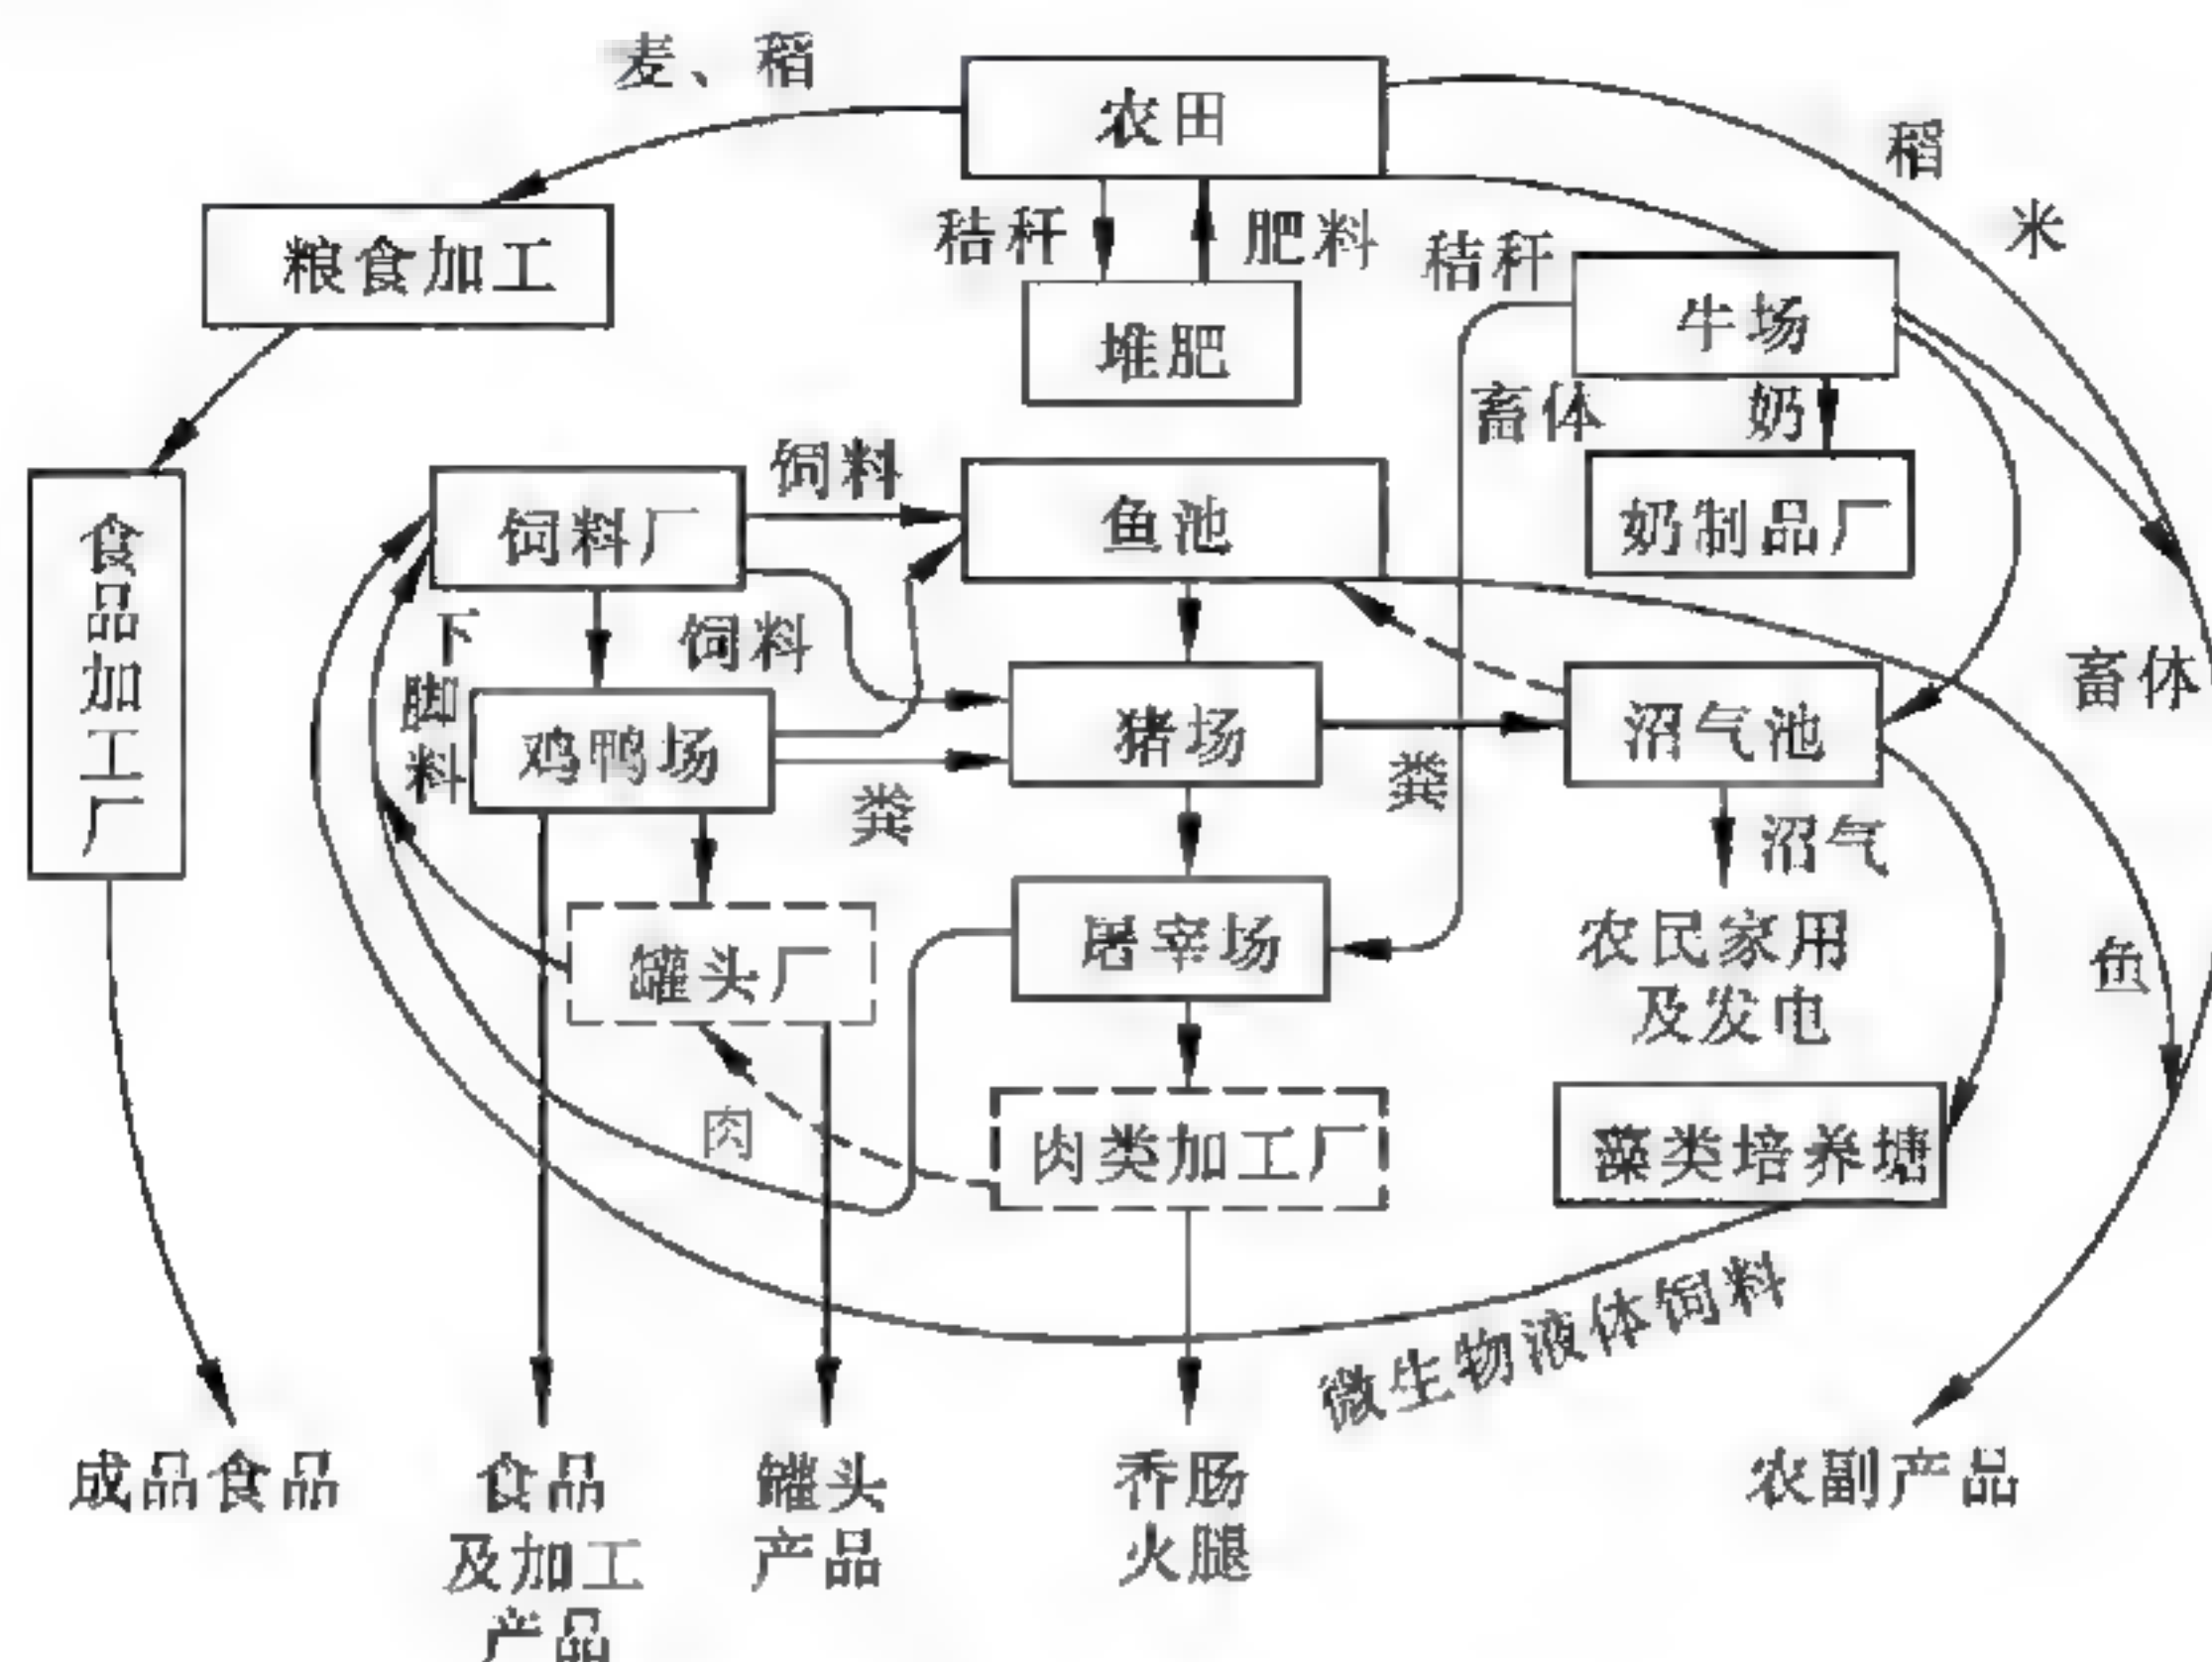 麦、稻
农田
稻
米
秸秆
肥料
秸秆
粮食加工
牛场
堆肥
畜体
奶
饲料
饲料厂
鱼池
奶制品厂
食品加工厂
下脚料
饲料
畜体
鸡鸭场
猪场
沼气池
粪
粪
沼气
罐头厂
屠宰场
农民家用
及发电
鱼
肉
肉类加工厂
藻类培养塘
微生物液体饲料
成品食品
食品
及加工
产品
罐头
产品
香肠
火腿
农副产品